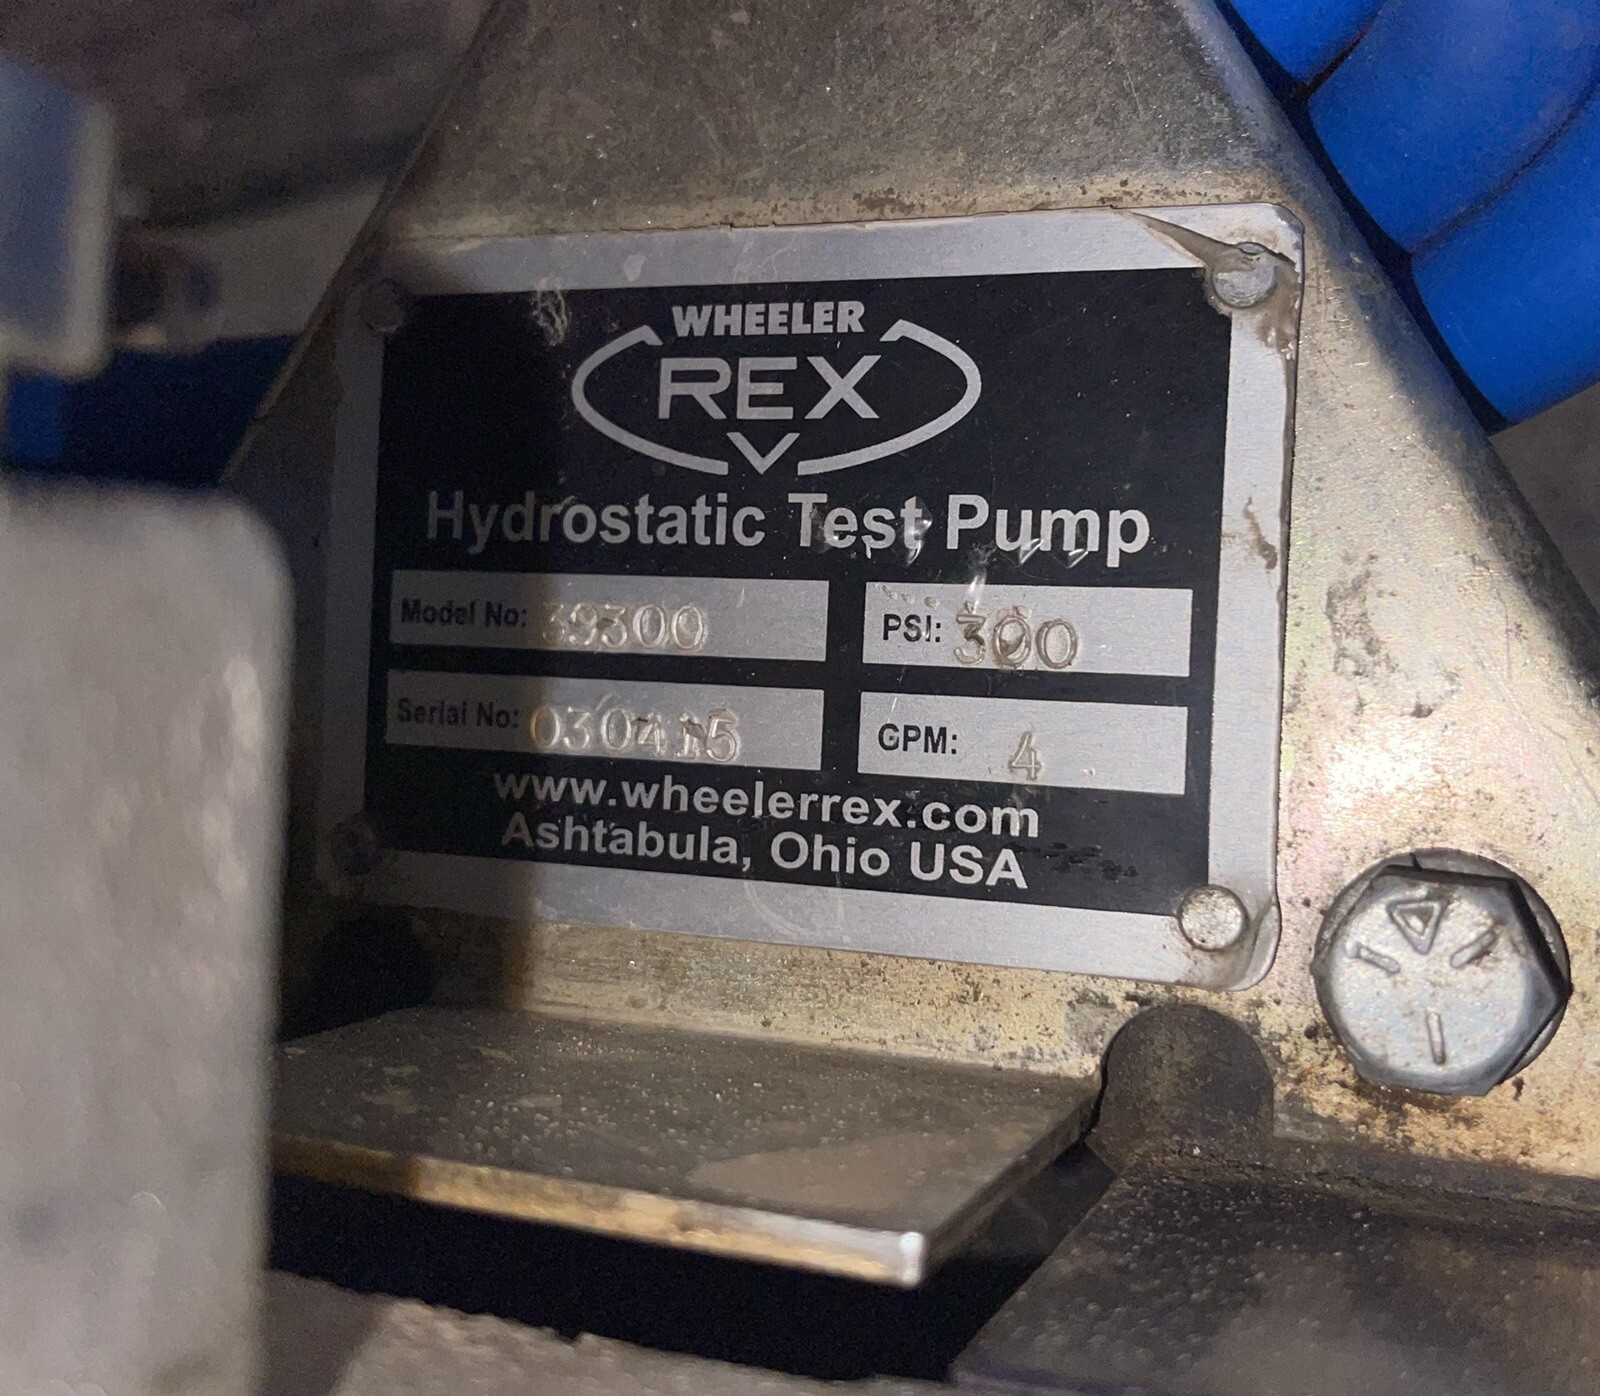 WHEELER
REX
Hydrostatic Test Pump
Model No: 39300
PSI: 300
Serial No: 030415
GPM: 4
www.wheelerrex.com
Ashtabula, Ohio USA